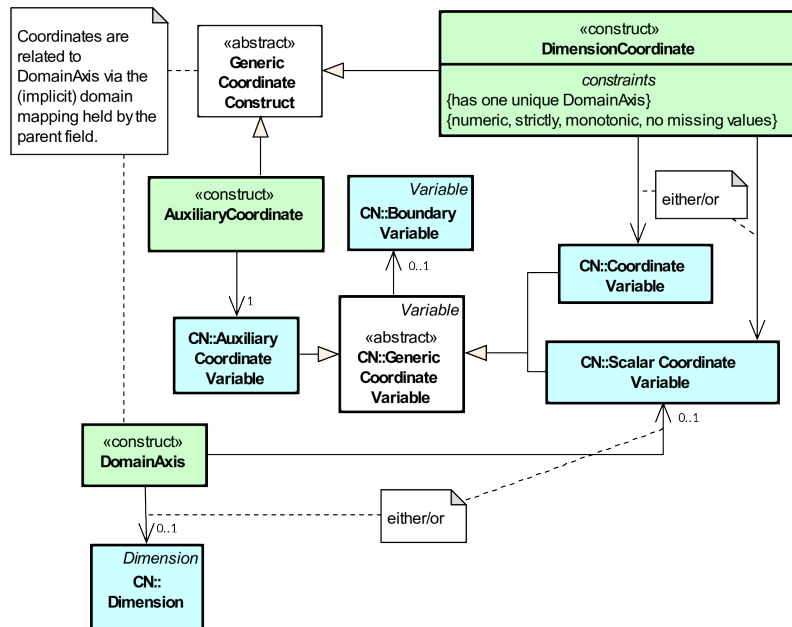 Coordinates are
related to
DomainAxis via the
(implicit) domain
mapping held by the
parent field.
«abstract»
Generic
Coordinate
Construct
«construct»
DimensionCoordinate
constraints
{has one unique DomainAxis}
{numeric, strictly, monotonic, no missing values}
«construct»
AuxiliaryCoordinate
Variable
CN::Boundary
Variable
either/or
0..1
CN::Coordinate
Variable
1
CN::Auxiliary
Coordinate
Variable
Variable
«abstract»
CN::Generic
Coordinate
Variable
CN::Scalar Coordinate
Variable
0..1
«construct»
DomainAxis
either/or
0..1
Dimension
CN::
Dimension